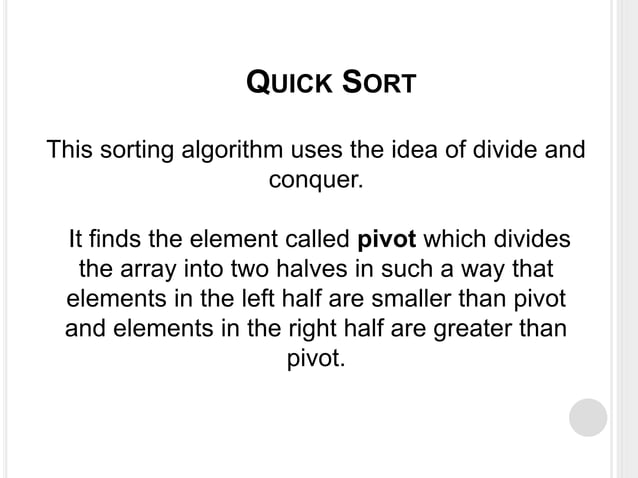 QUICK SORT
This sorting algorithm uses the idea of divide and
conquer.
It finds the element called pivot which divides
the array into two halves in such a way that
elements in the left half are smaller than pivot
and elements in the right half are greater than
pivot.